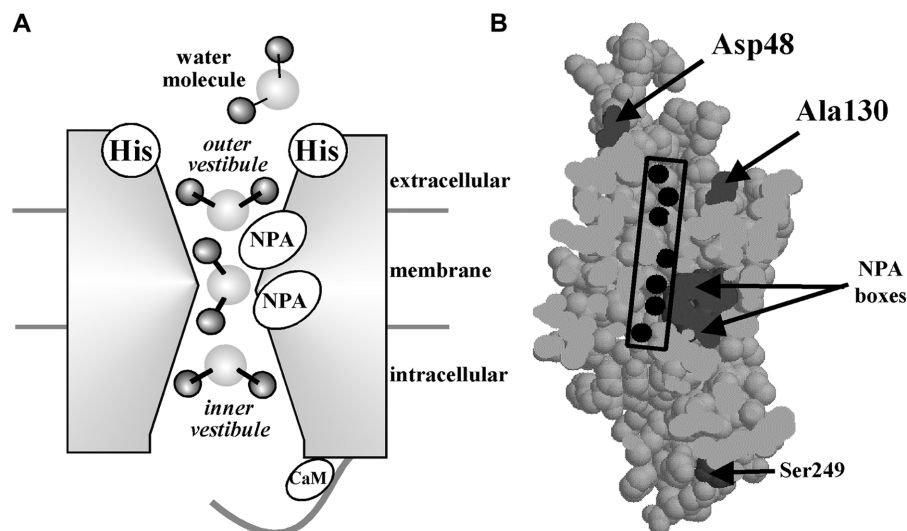 A
water
molecule
His
outer
vestibule
His
extracellular
NPA
membrane
NPA
intracellular
inner
vestibule
CaM
B
Asp48
Ala130
NPA
boxes
Ser249